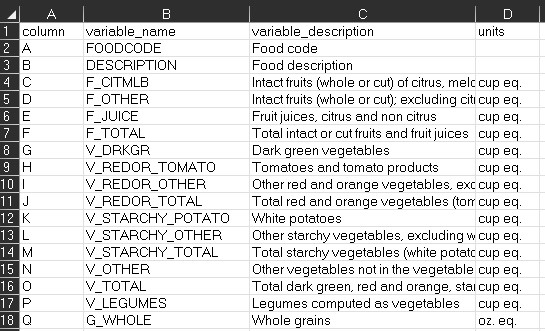 A B C D
1 column variable_name variable_description units
2 A FOODCODE Food code
3 B DESCRIPTION Food description
4 C F_CITMLB Intact fruits (whole or cut) of citrus, melo cup eq.
5 D F_OTHER Intact fruits (whole or cut); excluding citr cup eq.
6 E F_JUICE Fruit juices, citrus and non citrus cup eq.
7 F F_TOTAL Total intact or cut fruits and fruit juices cup eq.
8 G V_DRKGR Dark green vegetables cup eq.
9 H V_REDOR_TOMATO Tomatoes and tomato products cup eq.
10 I V_REDOR_OTHER Other red and orange vegetables, exc cup eq.
11 J V_REDOR_TOTAL Total red and orange vegetables (tom cup eq.
12 K V_STARCHY_POTATO White potatoes cup eq.
13 L V_STARCHY_OTHER Other starchy vegetables, excluding w cup eq.
14 M V_STARCHY_TOTAL Total starchy vegetables (white potato cup eq.
15 N V_OTHER Other vegetables not in the vegetable cup eq.
16 O V_TOTAL Total dark green, red and orange, star cup eq.
17 P V_LEGUMES Legumes computed as vegetables cup eq.
18 Q G_WHOLE Whole grains oz. eq.